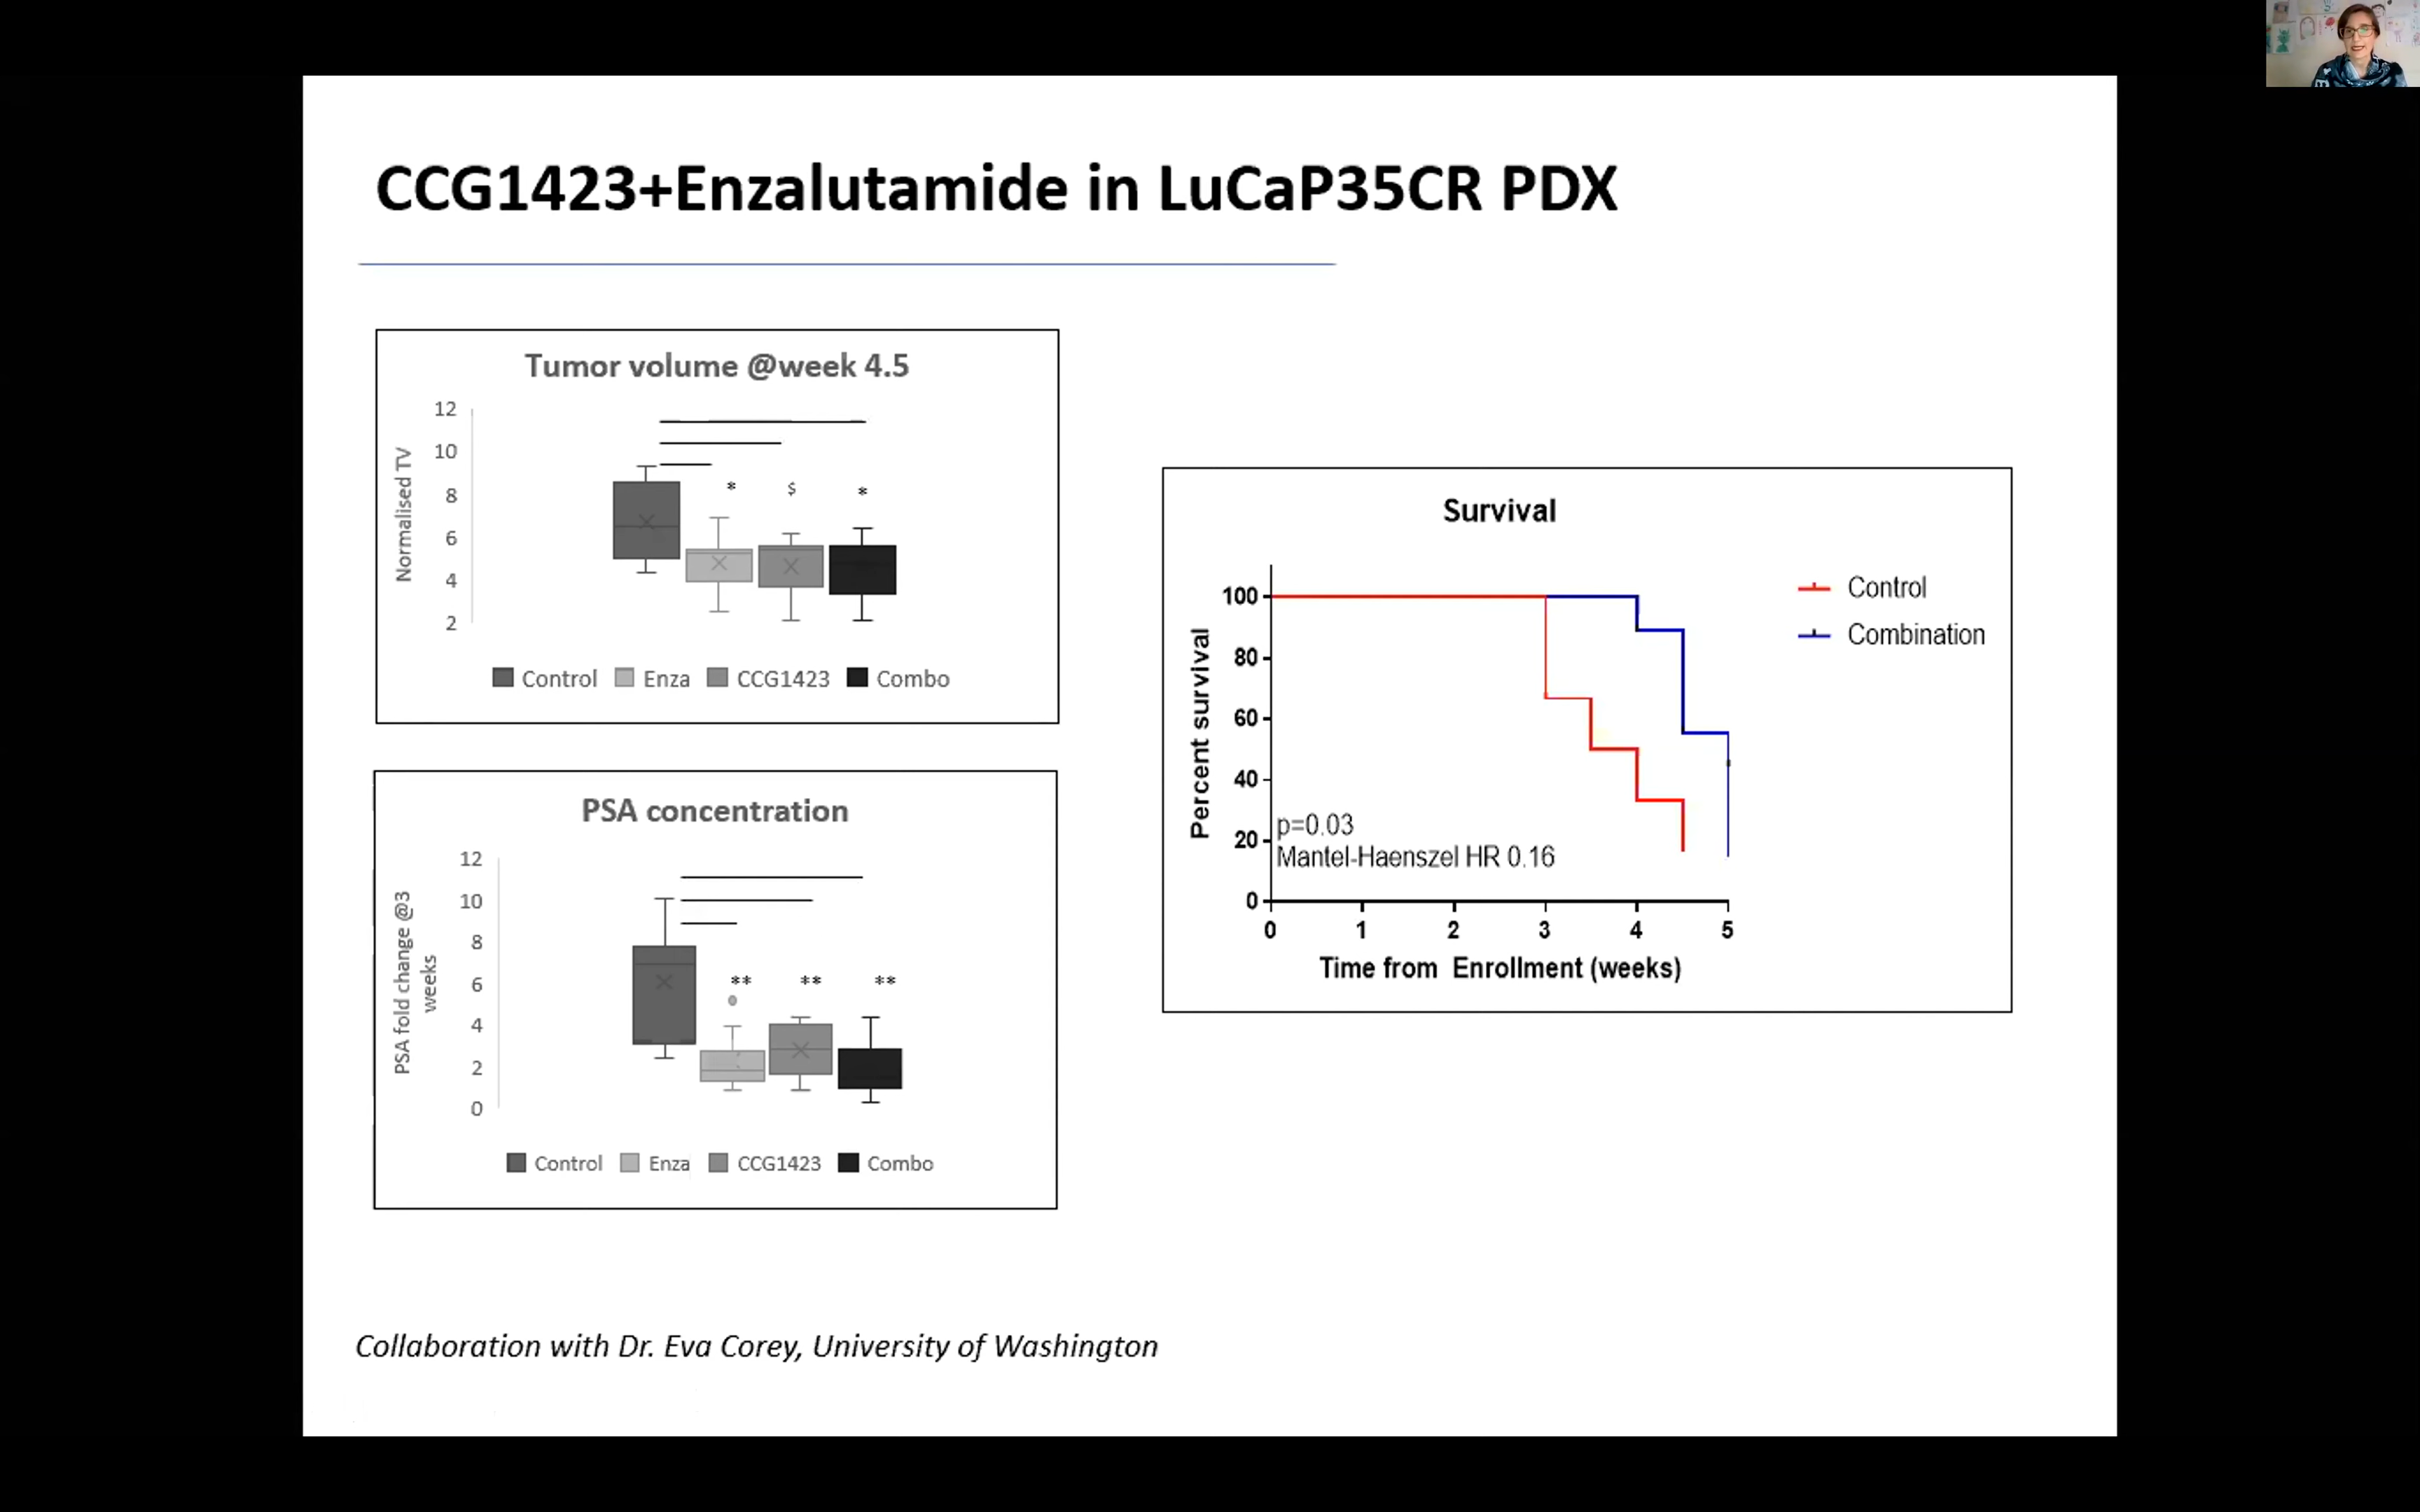 CCG1423+Enzalutamide in LuCaP35CR PDX
Tumor volume @week 4.5
Normalised TV
12
10
8
6
4
2
* $ *
Control Enza CCG1423 Combo
PSA concentration
PSA fold change @3
weeks
12
10
8
6
4
2
0
** ** **
Control Enza CCG1423 Combo
Survival
Percent survival
100
80
60
40
20
0
p=0.03
Mantel-Haenszel HR 0.16
0 1 2 3 4 5
Time from Enrollment (weeks)
Control
Combination
Collaboration with Dr. Eva Corey, University of Washington